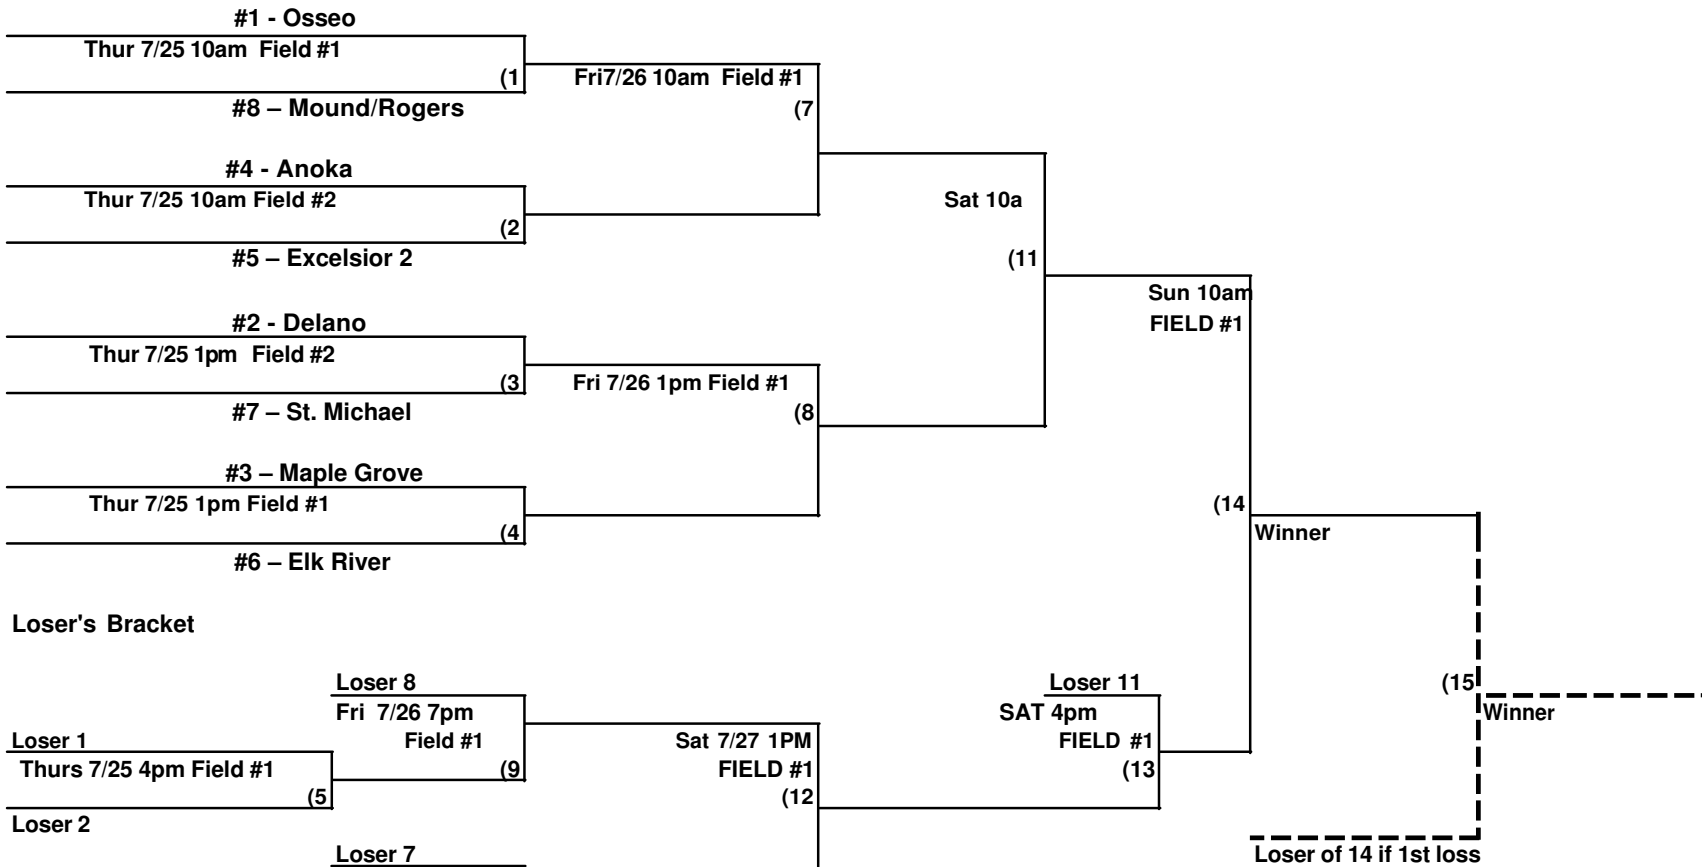 #1 - Osseo
Thur 7/25 10am  Field #1
(1
#8 – Mound/Rogers
Fri7/26 10am  Field #1
(7
#4 - Anoka
Thur 7/25 10am Field #2
(2
#5 – Excelsior 2
Sat 10a
(11
#2 - Delano
Thur 7/25 1pm  Field #2
(3
#7 – St. Michael
Fri 7/26 1pm Field #1
(8
#3 – Maple Grove
Thur 7/25 1pm Field #1
(4
#6 – Elk River
Sun 10am
FIELD #1
(14
Winner
Loser's Bracket
Loser 8
Fri  7/26 7pm
Field #1
(9
Loser 1
Thurs 7/25 4pm Field #1
(5
Loser 2
Loser 7
Sat 7/27 1PM
FIELD #1
(12
Loser 11
SAT 4pm
FIELD #1
(13
(15
Winner
Loser of 14 if 1st loss